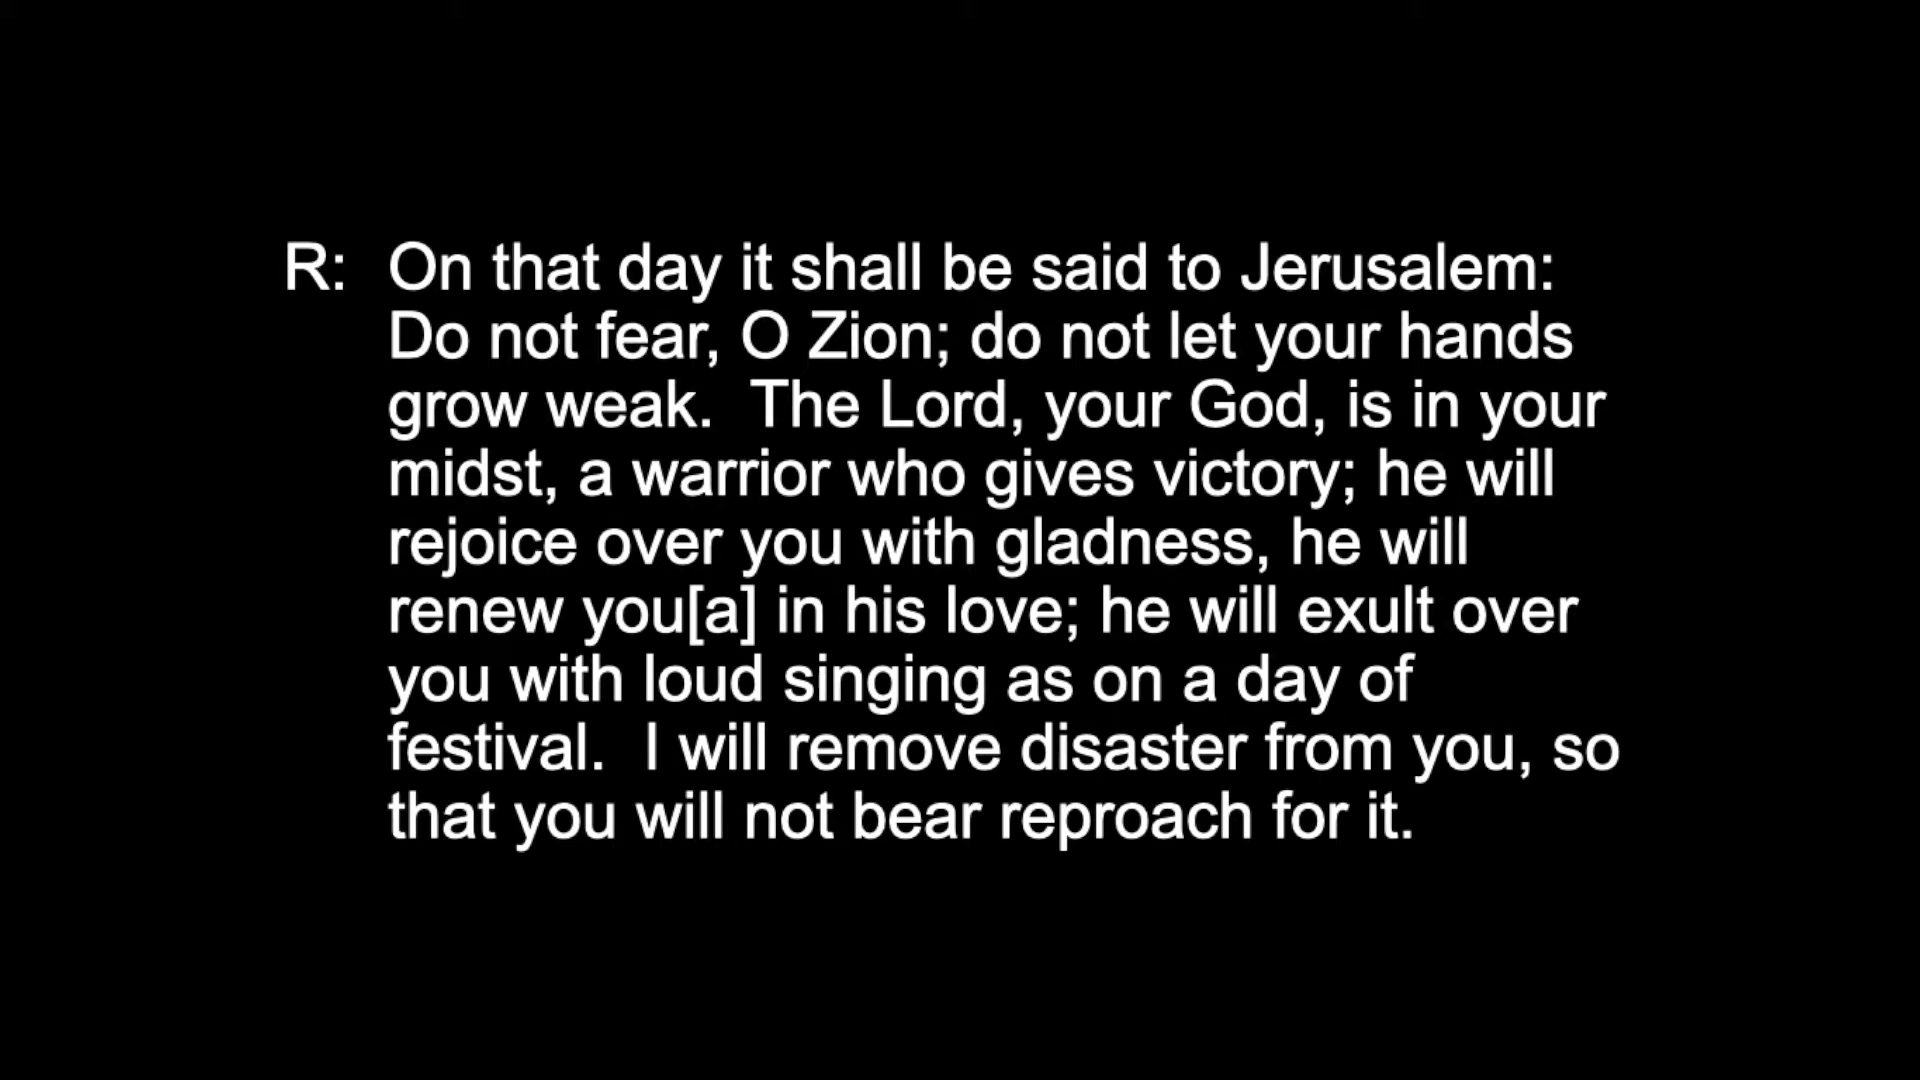 R: On that day it shall be said to Jerusalem:
Do not fear, O Zion; do not let your hands
grow weak.  The Lord, your God, is in your
midst, a warrior who gives victory; he will
rejoice over you with gladness, he will
renew you[a] in his love; he will exult over
you with loud singing as on a day of
festival.  I will remove disaster from you, so
that you will not bear reproach for it.